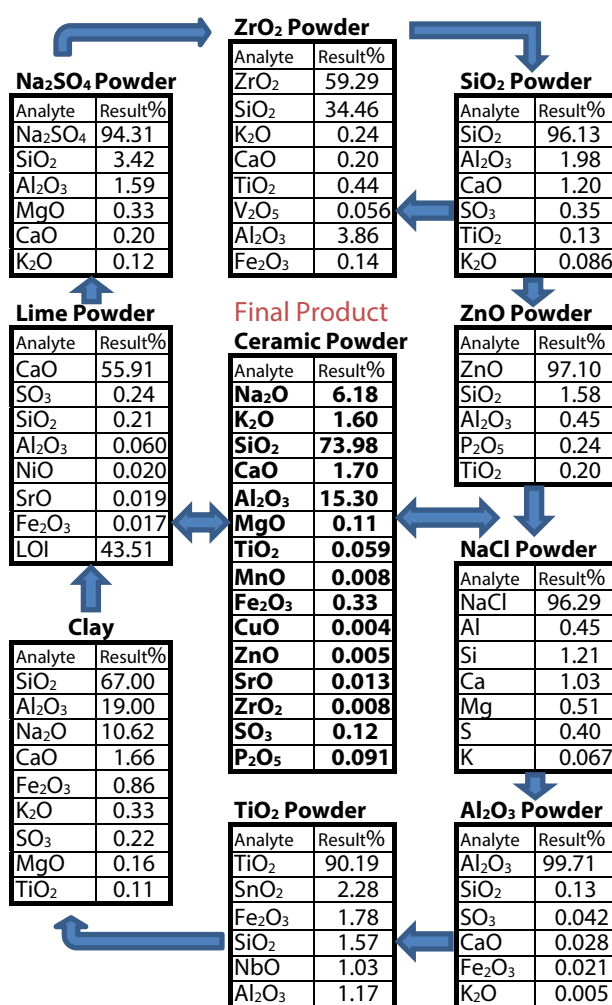 ZrO₂ Powder
Analyte Result%
ZrO₂ 59.29
SiO₂ 34.46
K₂O 0.24
CaO 0.20
TiO₂ 0.44
V₂O₅ 0.056
Al₂O₃ 3.86
Fe₂O₃ 0.14
Na₂SO₄ Powder
Analyte Result%
Na₂SO₄ 94.31
SiO₂ 3.42
Al₂O₃ 1.59
MgO 0.33
CaO 0.20
K₂O 0.12
SiO₂ Powder
Analyte Result%
SiO₂ 96.13
Al₂O₃ 1.98
CaO 1.20
SO₃ 0.35
TiO₂ 0.13
K₂O 0.086
Lime Powder
Analyte Result%
CaO 55.91
SO₃ 0.24
SiO₂ 0.21
Al₂O₃ 0.060
NiO 0.020
SrO 0.019
Fe₂O₃ 0.017
LOI 43.51
Final Product
Ceramic Powder
Analyte Result%
Na₂O 6.18
K₂O 1.60
SiO₂ 73.98
CaO 1.70
Al₂O₃ 15.30
MgO 0.11
TiO₂ 0.059
MnO 0.008
Fe₂O₃ 0.33
CuO 0.004
ZnO 0.005
SrO 0.013
ZrO₂ 0.008
SO₃ 0.12
P₂O₅ 0.091
ZnO Powder
Analyte Result%
ZnO 97.10
SiO₂ 1.58
Al₂O₃ 0.45
P₂O₅ 0.24
TiO₂ 0.20
NaCl Powder
Analyte Result%
NaCl 96.29
Al 0.45
Si 1.21
Ca 1.03
Mg 0.51
S 0.40
K 0.067
Clay
Analyte Result%
SiO₂ 67.00
Al₂O₃ 19.00
Na₂O 10.62
CaO 1.66
Fe₂O₃ 0.86
K₂O 0.33
SO₃ 0.22
MgO 0.16
TiO₂ 0.11
TiO₂ Powder
Analyte Result%
TiO₂ 90.19
SnO₂ 2.28
Fe₂O₃ 1.78
SiO₂ 1.57
NbO 1.03
Al₂O₃ 1.17
Al₂O₃ Powder
Analyte Result%
Al₂O₃ 99.71
SiO₂ 0.13
SO₃ 0.042
CaO 0.028
Fe₂O₃ 0.021
K₂O 0.005